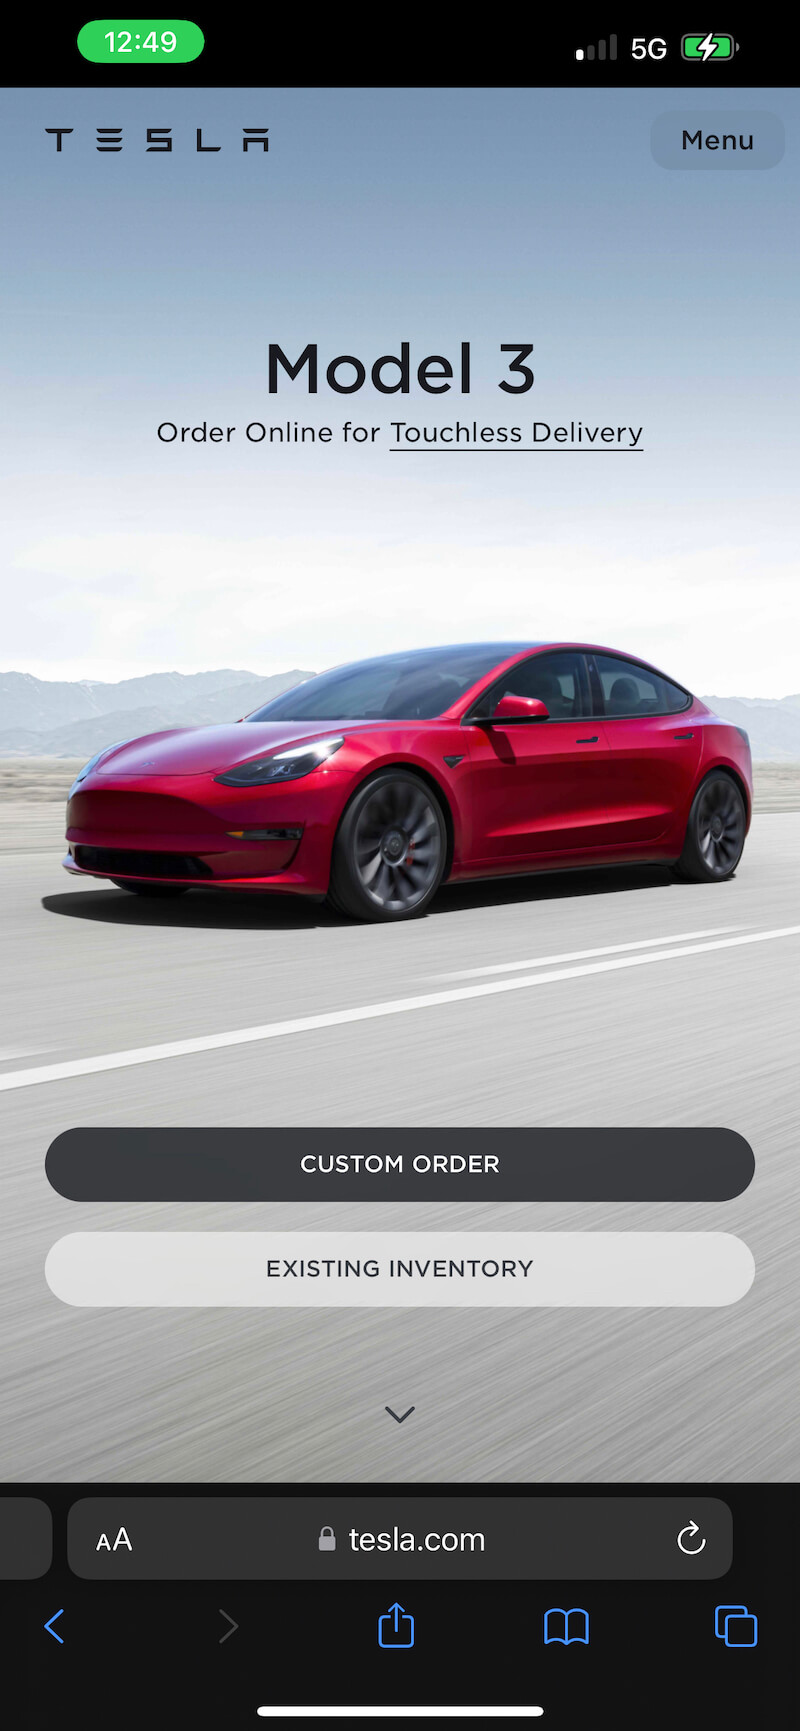 12:49
5G
TESLA
Menu
Model 3
Order Online for Touchless Delivery
CUSTOM ORDER
EXISTING INVENTORY
AA
tesla.com